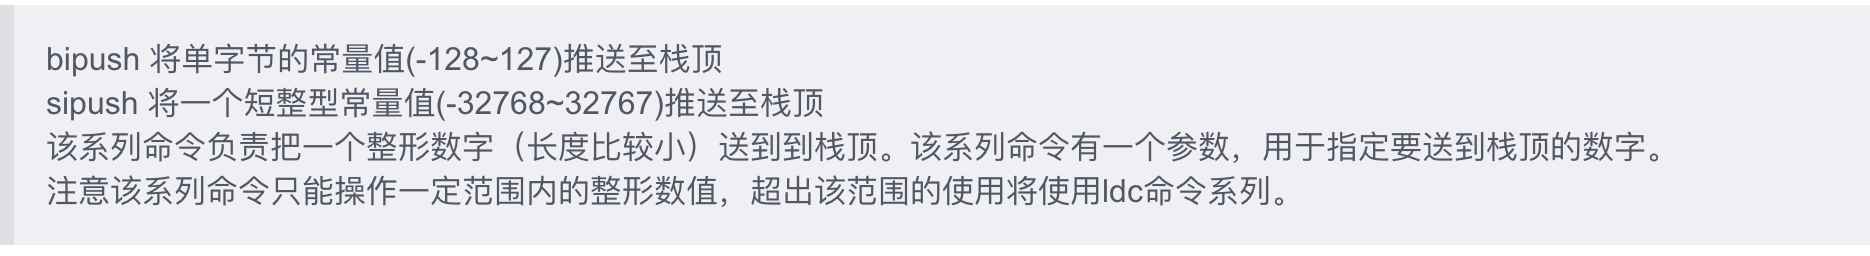 bipush 将单字节的常量值(-128~127)推送至栈顶
sipush 将一个短整型常量值(-32768~32767)推送至栈顶
该系列命令负责把一个整形数字（长度比较小）送到到栈顶。该系列命令有一个参数，用于指定要送到栈顶的数字。
注意该系列命令只能操作一定范围内的整形数值，超出该范围的使用将使用ldc命令系列。